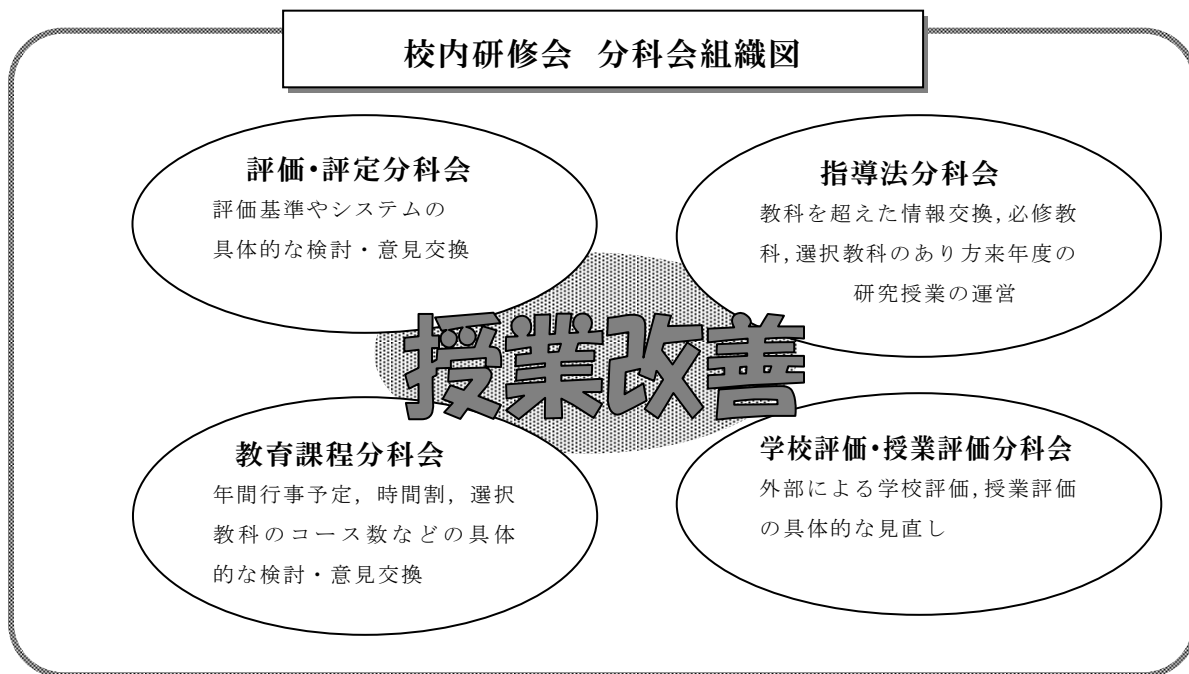 校内研修会 分科会組織図
評価・評定分科会
評価基準やシステムの
具体的な検討・意見交換
指導法分科会
教科を超えた情報交換,必修教
科,選択教科のあり方来年度の
研究授業の運営
授業改善
教育課程分科会
年間行事予定，時間割，選択
教科のコース数などの具体
的な検討・意見交換
学校評価・授業評価分科会
外部による学校評価,授業評価
の具体的な見直し